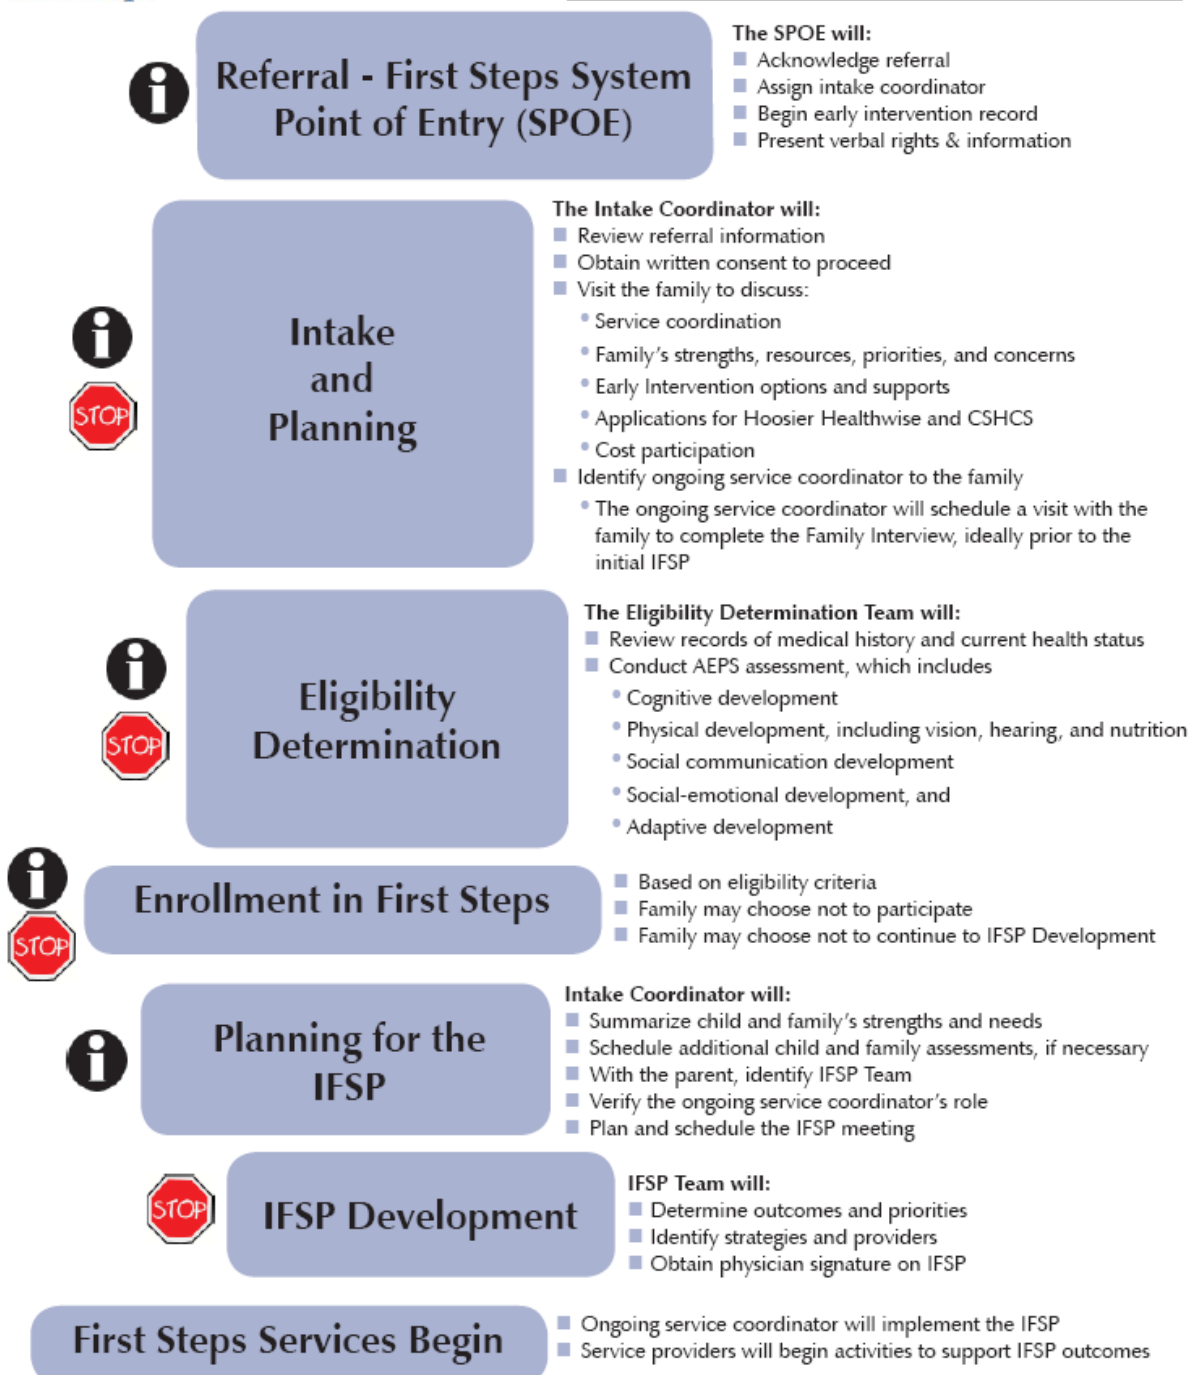 Referral - First Steps System
Point of Entry (SPOE)
The SPOE will:
Acknowledge referral
Assign intake coordinator
Begin early intervention record
Present verbal rights & information
i
Intake
and
Planning
The Intake Coordinator will:
Review referral information
Obtain written consent to proceed
Visit the family to discuss:
Service coordination
Family's strengths, resources, priorities, and concerns
Early Intervention options and supports
Applications for Hoosier Healthwise and CSHCS
Cost participation
Identify ongoing service coordinator to the family
The ongoing service coordinator will schedule a visit with the
family to complete the Family Interview, ideally prior to the
initial IFSP
i
STOP
Eligibility
Determination
The Eligibility Determination Team will:
Review records of medical history and current health status
Conduct AEPS assessment, which includes
Cognitive development
Physical development, including vision, hearing, and nutrition
Social communication development
Social-emotional development, and
Adaptive development
i
STOP
Enrollment in First Steps
Based on eligibility criteria
Family may choose not to participate
Family may choose not to continue to IFSP Development
i
STOP
Planning for the
IFSP
Intake Coordinator will:
Summarize child and family's strengths and needs
Schedule additional child and family assessments, if necessary
With the parent, identify IFSP Team
Verify the ongoing service coordinator's role
Plan and schedule the IFSP meeting
i
IFSP Development
IFSP Team will:
Determine outcomes and priorities
Identify strategies and providers
Obtain physician signature on IFSP
STOP
First Steps Services Begin
Ongoing service coordinator will implement the IFSP
Service providers will begin activities to support IFSP outcomes